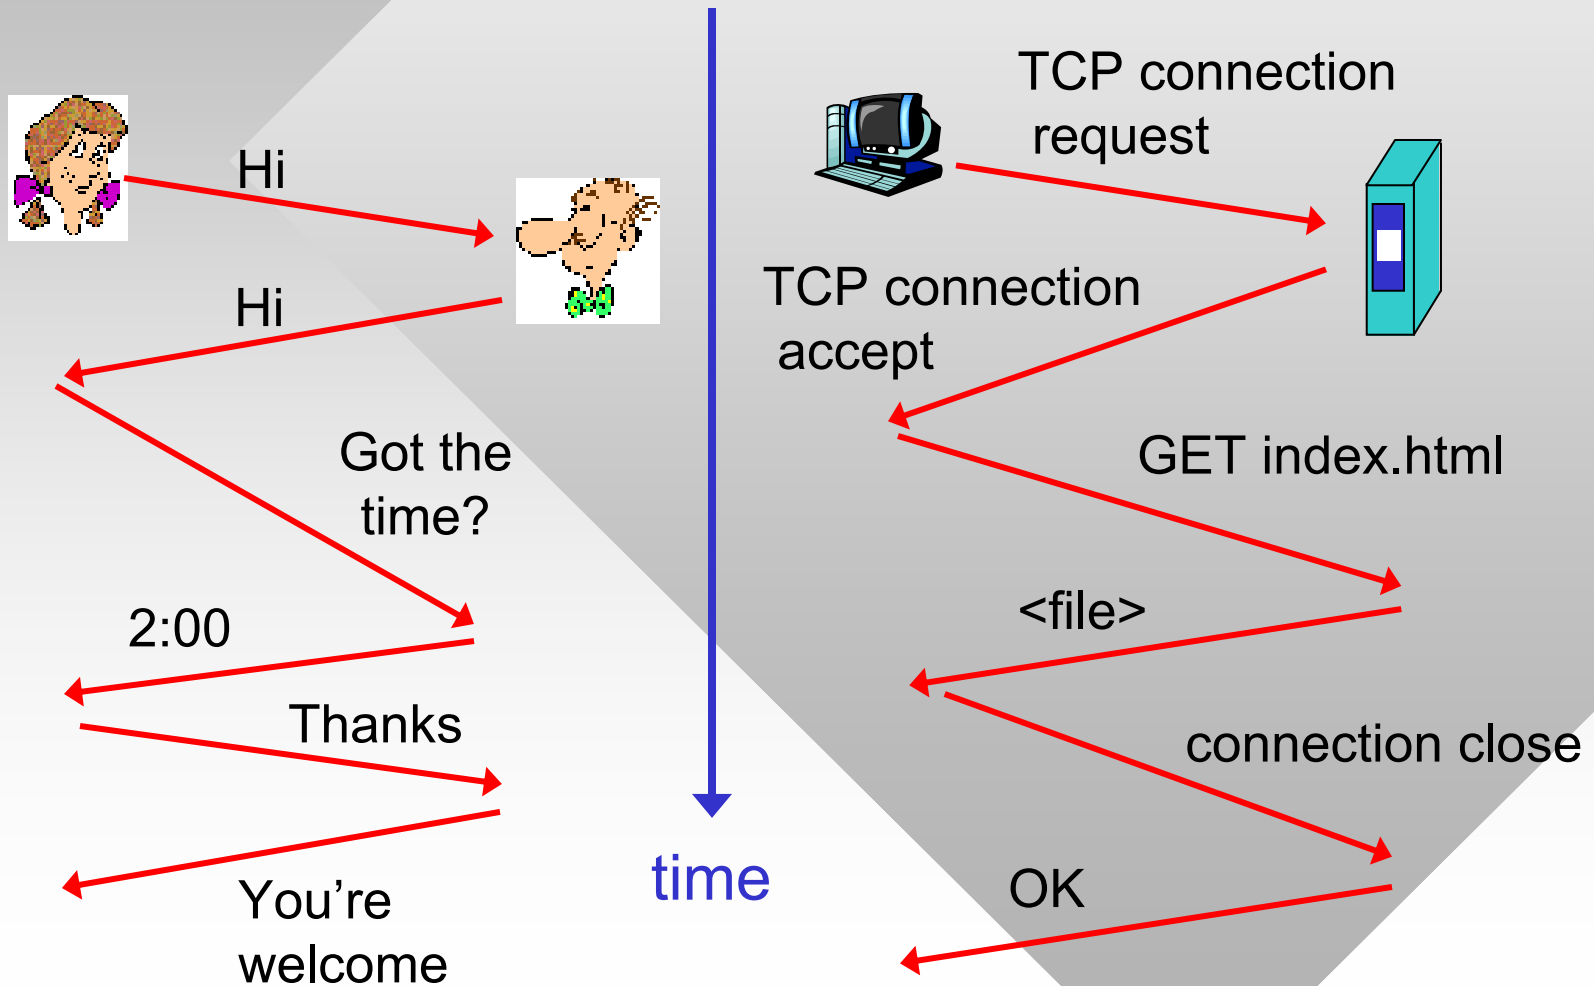 Hi
Hi
Got the
time?
2:00
Thanks
You’re
welcome
time
TCP connection
request
TCP connection
accept
GET index.html
<file>
connection close
OK